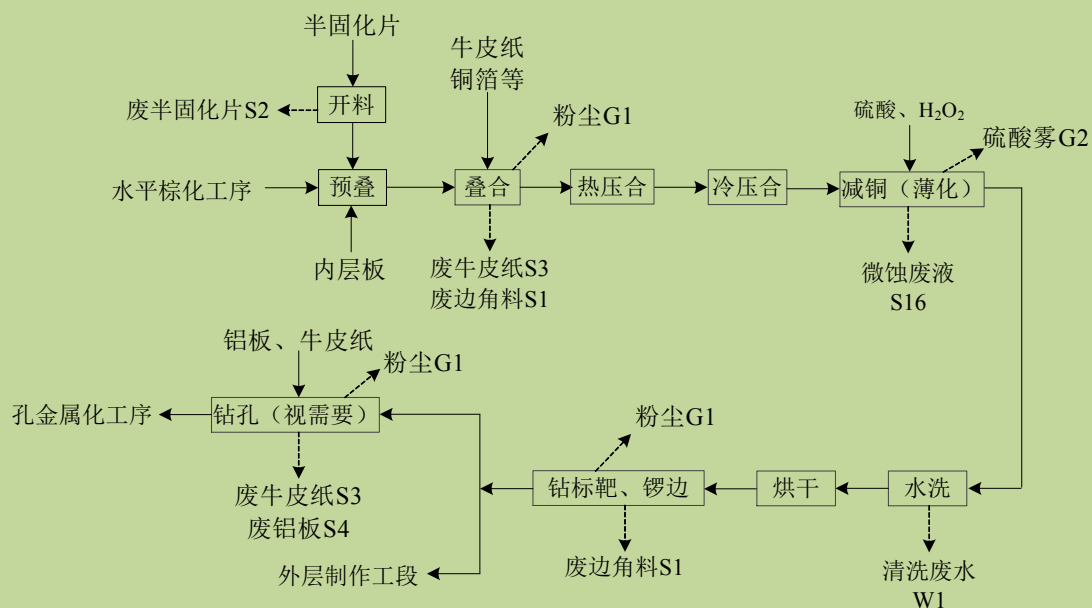 半固化片
牛皮纸
铜箔等
废半固化片S2
开料
粉尘G1
硫酸、H₂O₂
硫酸雾G2
水平棕化工序
预叠
叠合
热压合
冷压合
减铜（薄化）
内层板
废牛皮纸S3
废边角料S1
微蚀废液
S16
铝板、牛皮纸
粉尘G1
孔金属化工序
钻孔（视需要）
粉尘G1
废牛皮纸S3
废铝板S4
钻标靶、锣边
烘干
水洗
外层制作工段
废边角料S1
清洗废水
W1